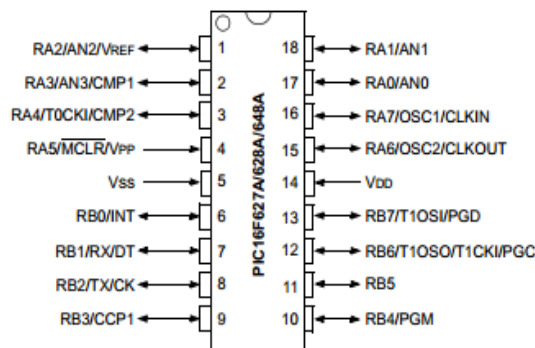 RA2/AN2/VREF 1 18 RA1/AN1
RA3/AN3/CMP1 2 17 RA0/AN0
RA4/T0CKI/CMP2 3 16 RA7/OSC1/CLKIN
RA5/MCLR/VPP 4 15 RA6/OSC2/CLKOUT
VSS 5 14 VDD
RB0/INT 6 13 RB7/T1OSI/PGD
RB1/RX/DT 7 12 RB6/T1OSO/T1CKI/PGC
RB2/TX/CK 8 11 RB5
RB3/CCP1 9 10 RB4/PGM
PIC16F627A/628A/648A